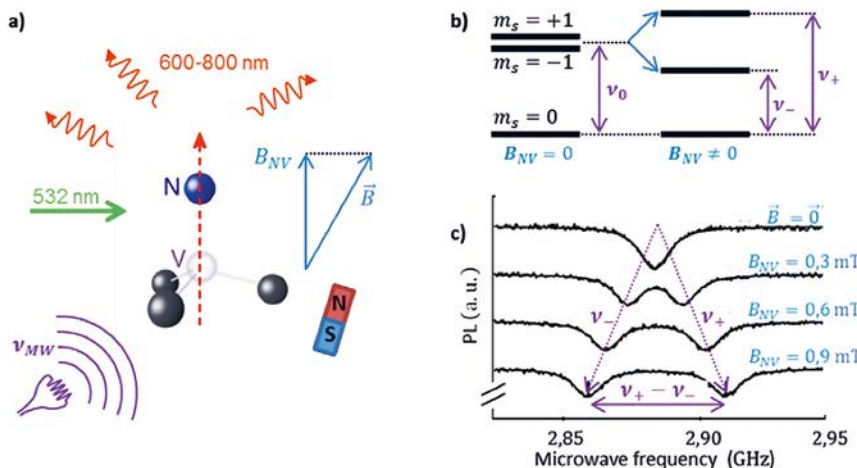 a)
600-800 nm
532 nm
N
V
B_NV
B⃗
N
S
ν_MW
b)
m_s = +1
m_s = −1
m_s = 0
ν_0
ν_−
ν_+
B_NV = 0
B_NV ≠ 0
c)
PL (a. u.)
B⃗ = 0⃗
B_NV = 0,3 mT
B_NV = 0,6 mT
B_NV = 0,9 mT
ν_−
ν_+
ν_+ − ν_−
2,85
2,90
2,95
Microwave frequency (GHz)